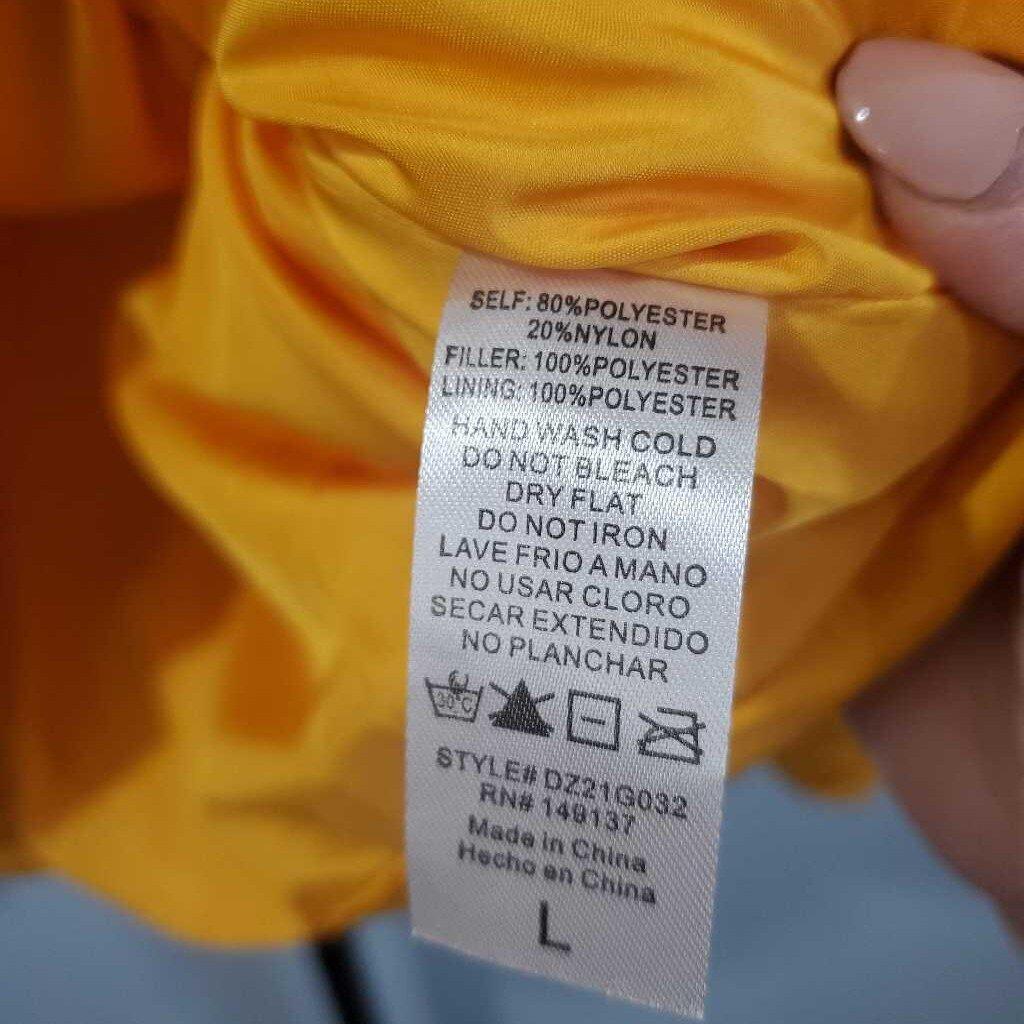 SELF: 80%POLYESTER
20%NYLON
FILLER: 100%POLYESTER
LINING: 100%POLYESTER
HAND WASH COLD
DO NOT BLEACH
DRY FLAT
DO NOT IRON
LAVE FRIO A MANO
NO USAR CLORO
SECAR EXTENDIDO
NO PLANCHAR
30°C
STYLE# DZ21G032
RN# 149137
Made in China
Hecho en China
L